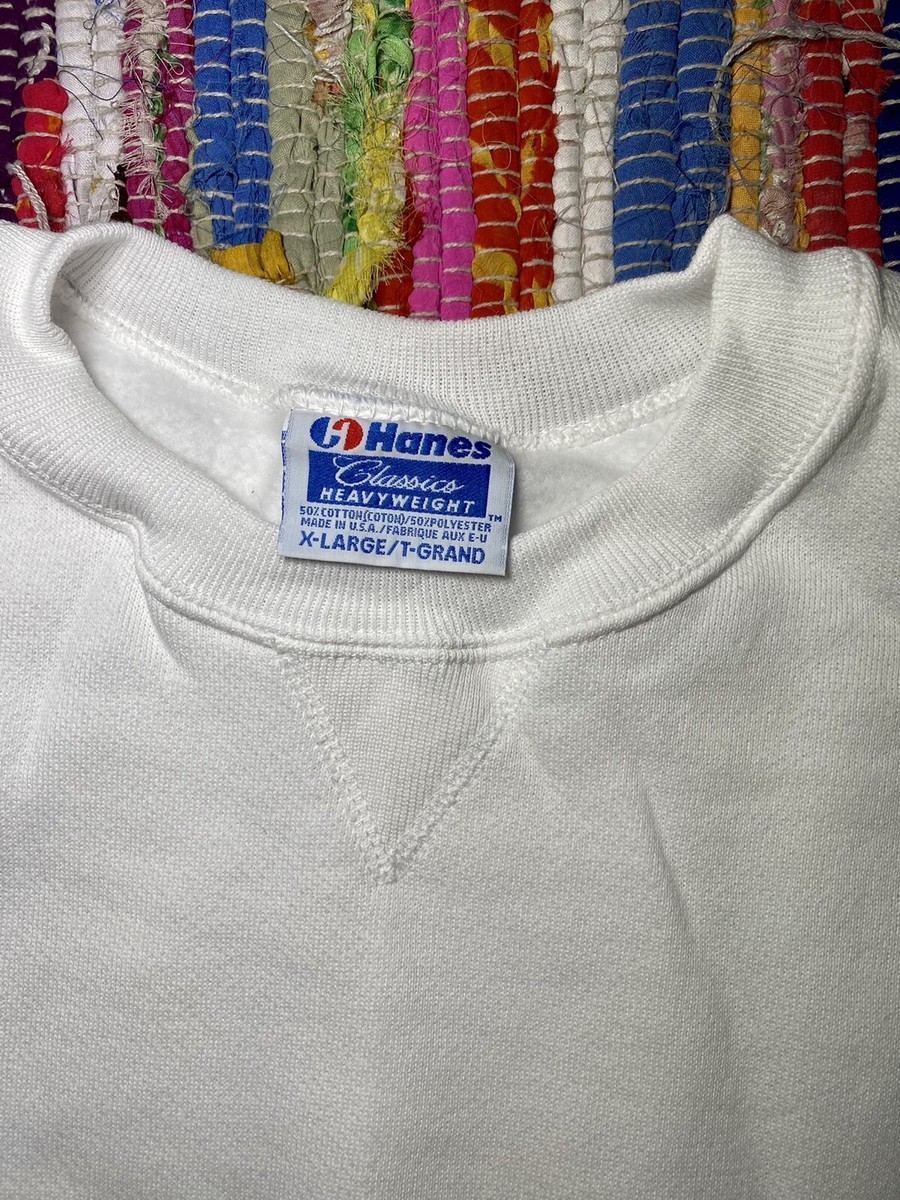 Hanes
Classics
HEAVYWEIGHT™
50% COTTON(COTON)/50%POLYESTER
MADE IN U.S.A./FABRIQUE AUX E-U
X-LARGE/T-GRAND